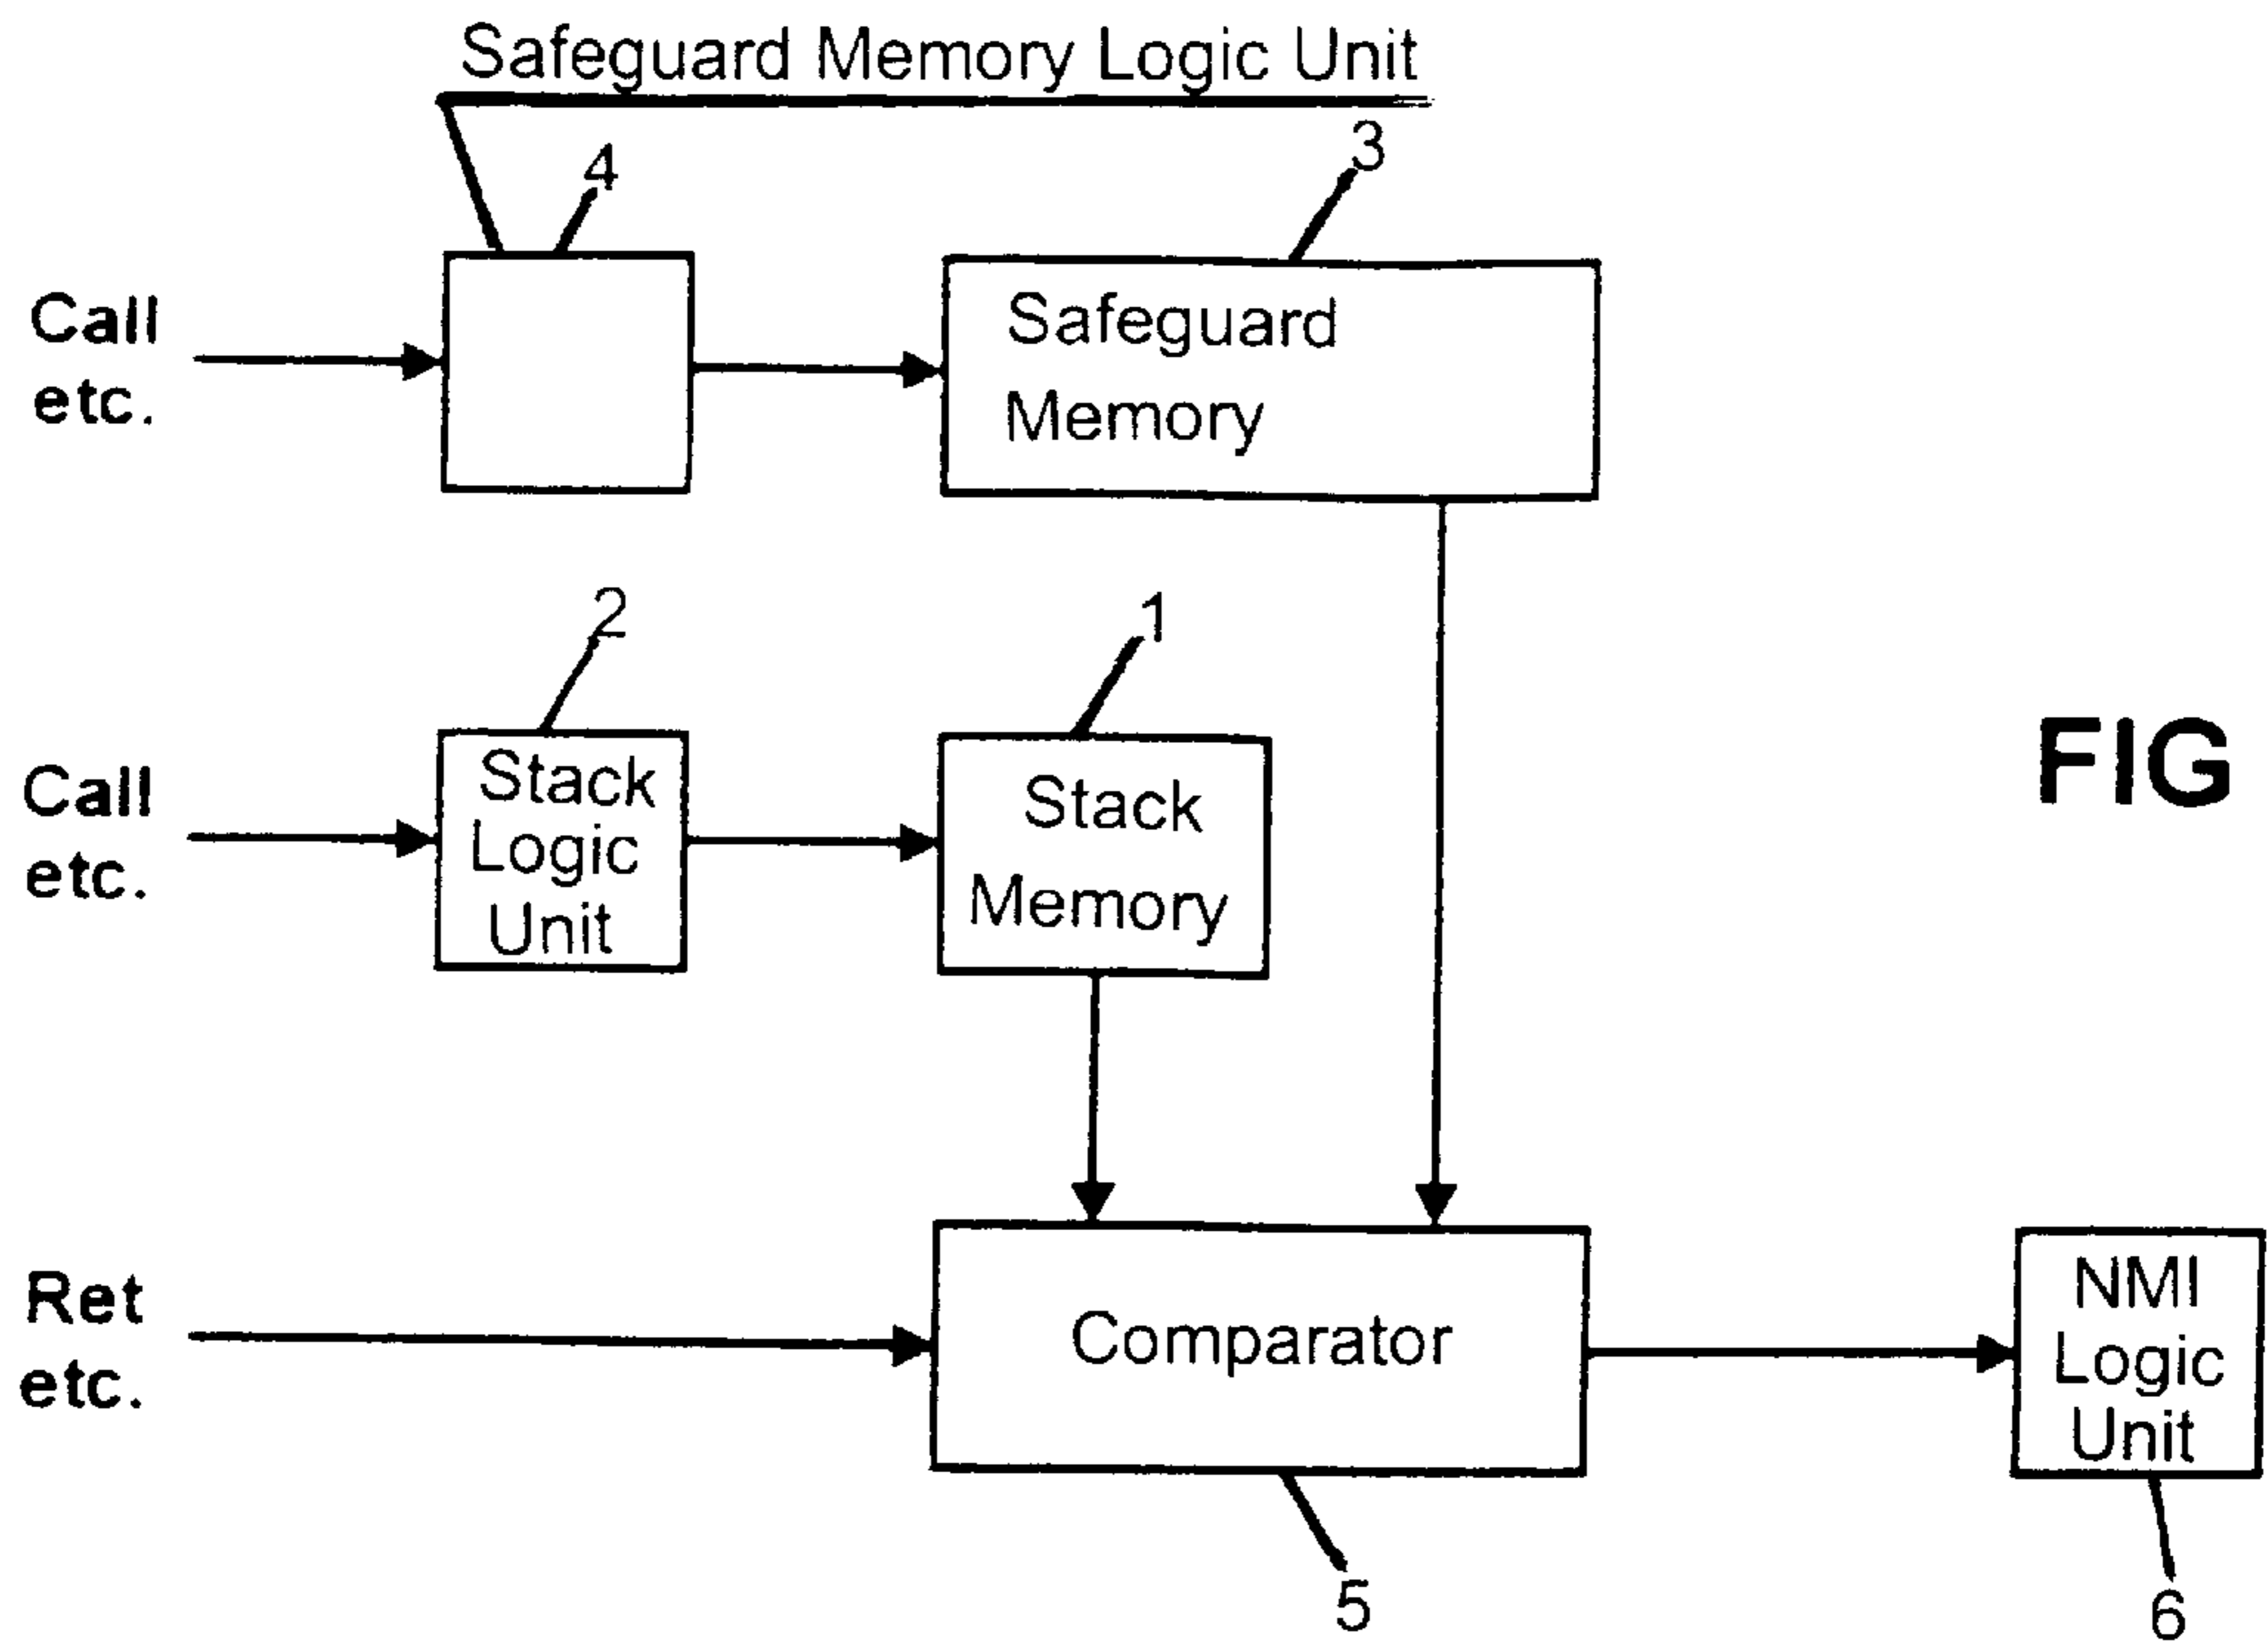 Safeguard Memory Logic Unit
4
3
Call
etc.
Safeguard
Memory
2
1
Call
etc.
Stack
Logic
Unit
Stack
Memory
FIG
Ret
etc.
Comparator
NMI
Logic
Unit
5
6